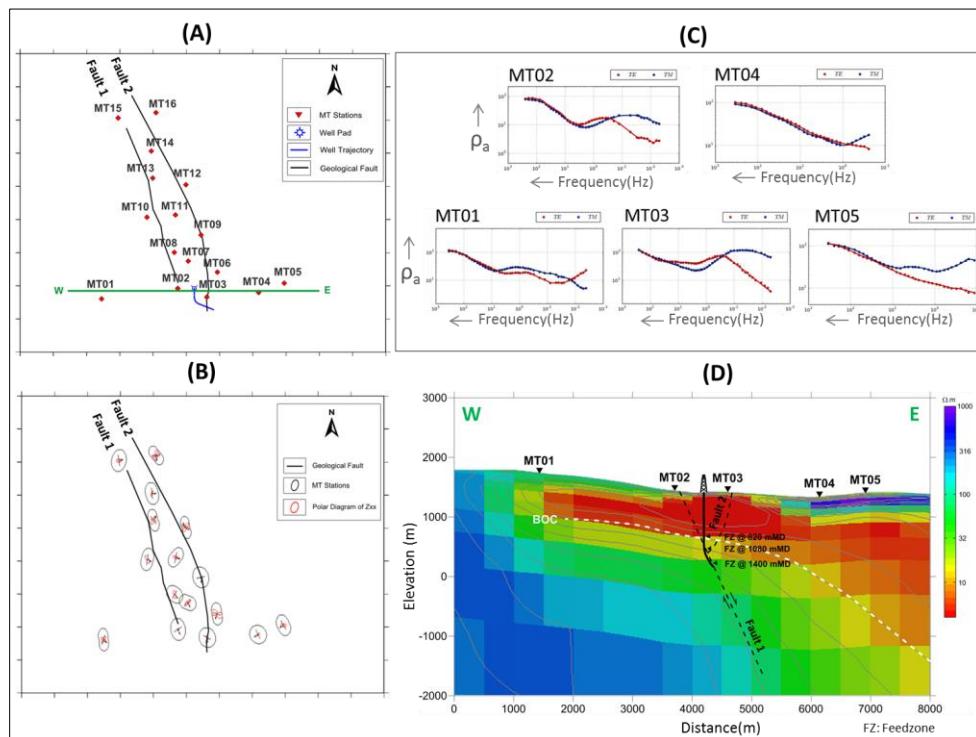 (A)
Fault 1
Fault 2
MT15
MT16
MT14
MT13
MT12
MT10
MT11
MT09
MT08
MT07
MT06
MT05
MT02
MT03
MT04
MT01
W
E
N
MT Stations
Well Pad
Well Trajectory
Geological Fault
(B)
Fault 1
Fault 2
N
Geological Fault
MT Stations
Polar Diagram of Zxx
(C)
MT02
TE TM
ρa
Frequency(Hz)
MT04
TE TM
Frequency(Hz)
MT01
TE TM
ρa
Frequency(Hz)
MT03
TE TM
Frequency(Hz)
MT05
TE TM
Frequency(Hz)
(D)
W
E
Elevation (m)
3000
2000
1000
0
-1000
-2000
MT01
MT02
MT03
MT04
MT05
BOC
Fault 2
FZ @ 820 mMD
FZ @ 1080 mMD
FZ @ 1400 mMD
Fault 1
Ω m
1000
320
100
32
10
0
1000
2000
3000
4000
5000
6000
7000
8000
Distance(m)
FZ: Feedzone